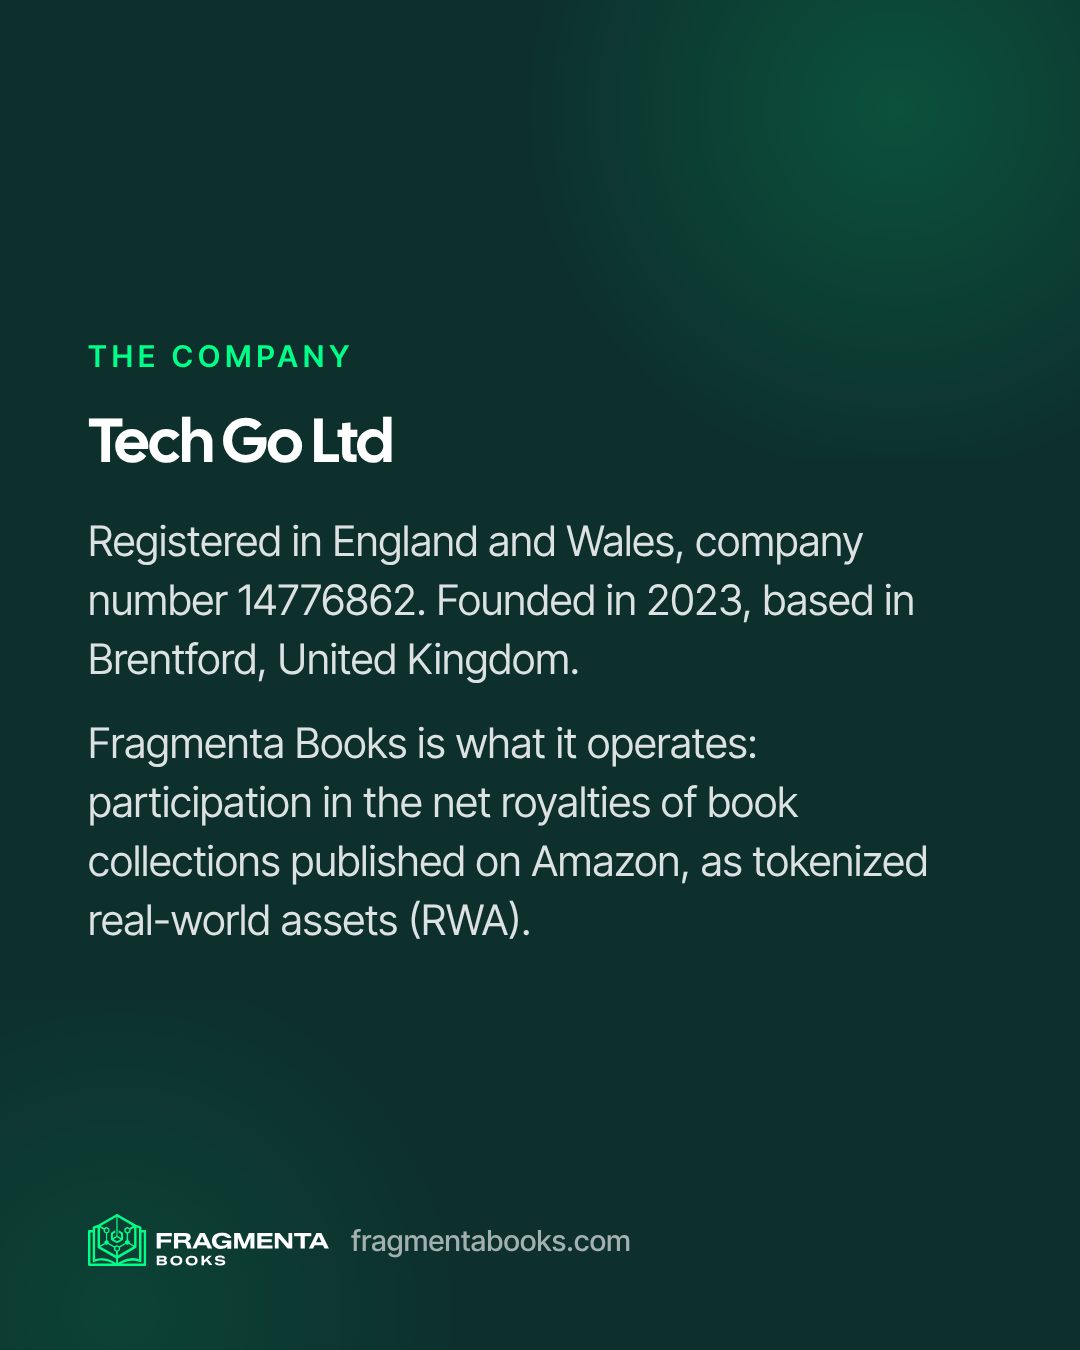 THE COMPANY
Tech Go Ltd
Registered in England and Wales, company
number 14776862. Founded in 2023, based in
Brentford, United Kingdom.
Fragmenta Books is what it operates:
participation in the net royalties of book
collections published on Amazon, as tokenized
real-world assets (RWA).
FRAGMENTA
BOOKS
fragmentabooks.com